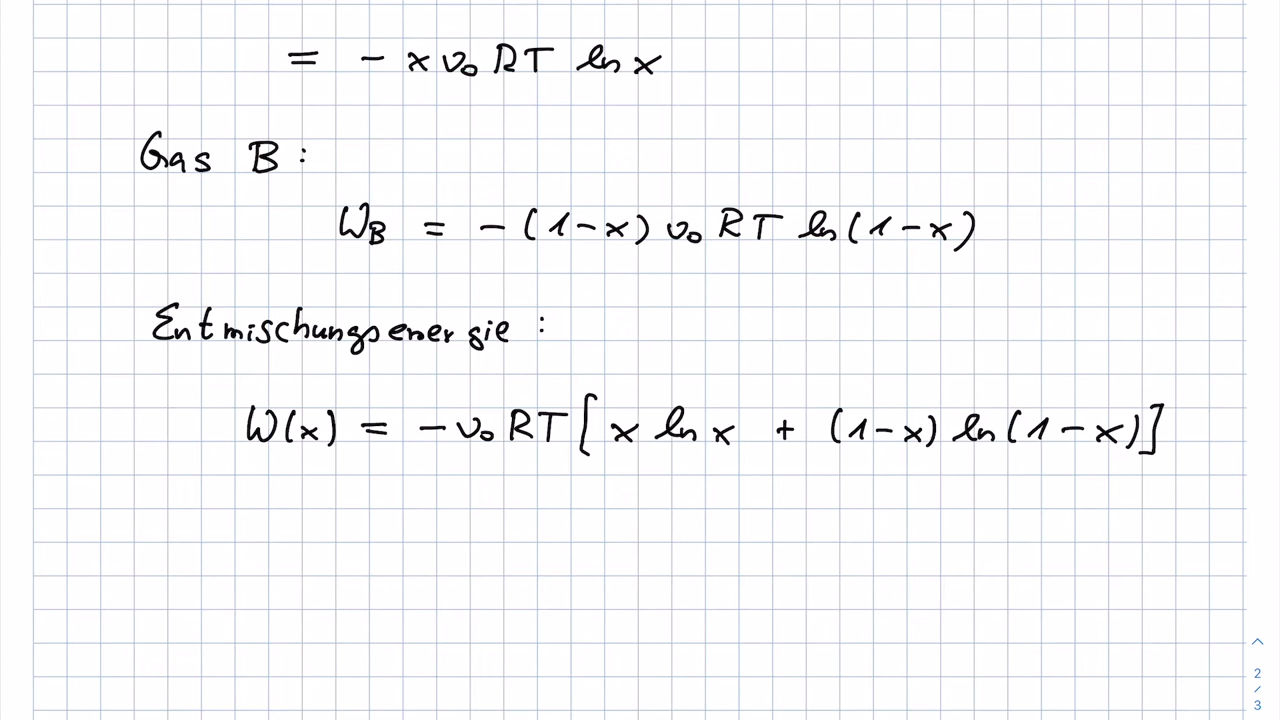 = - x ν₀ RT ln x
Gas B :
W_B = - (1-x) ν₀ RT ln(1-x)
Entmischungsenergie :
W(x) = - ν₀ RT [ x ln x + (1-x) ln(1-x) ]
2
/
3